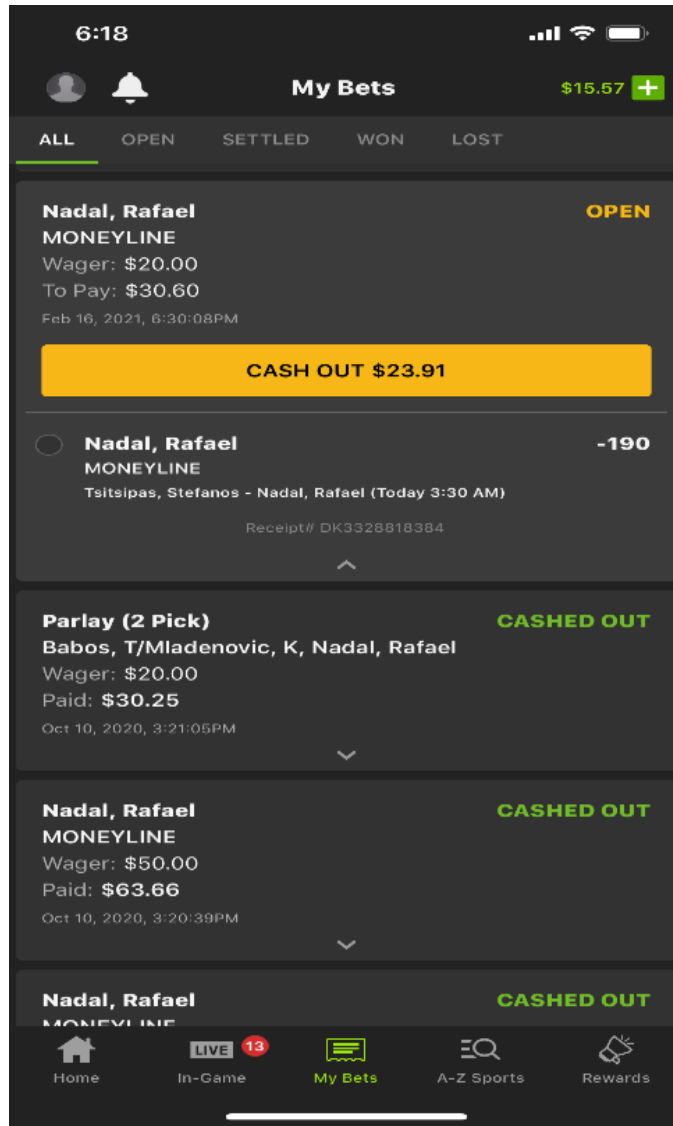 6:18
My Bets
$15.57 +
ALL OPEN SETTLED WON LOST
Nadal, Rafael OPEN
MONEYLINE
Wager: $20.00
To Pay: $30.60
Feb 16, 2021, 6:30:08PM
CASH OUT $23.91
Nadal, Rafael -190
MONEYLINE
Tsitsipas, Stefanos - Nadal, Rafael (Today 3:30 AM)
Receipt# DK3328818384
Parlay (2 Pick) CASHED OUT
Babos, T/Mladenovic, K, Nadal, Rafael
Wager: $20.00
Paid: $30.25
Oct 10, 2020, 3:21:05PM
Nadal, Rafael CASHED OUT
MONEYLINE
Wager: $50.00
Paid: $63.66
Oct 10, 2020, 3:20:39PM
Nadal, Rafael CASHED OUT
MONEYLINE
LIVE 13
Home In-Game My Bets A-Z Sports Rewards